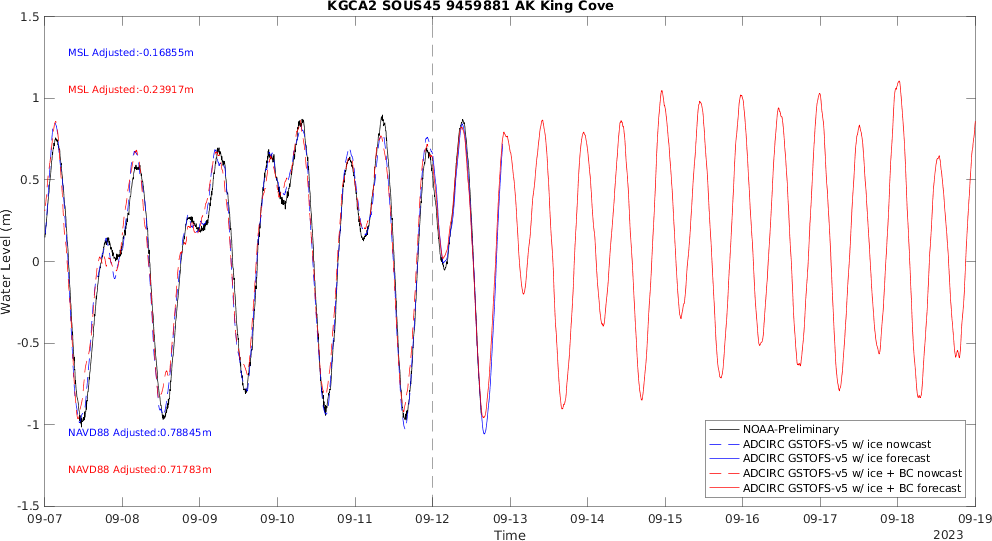 KGCA2 SOUS45 9459881 AK King Cove
1.5
1
0.5
0
-0.5
-1
-1.5
Water Level (m)
MSL Adjusted:-0.16855m
MSL Adjusted:-0.23917m
NAVD88 Adjusted:0.78845m
NAVD88 Adjusted:0.71783m
NOAA-Preliminary
ADCIRC GSTOFS-v5 w/ ice nowcast
ADCIRC GSTOFS-v5 w/ ice forecast
ADCIRC GSTOFS-v5 w/ ice + BC nowcast
ADCIRC GSTOFS-v5 w/ ice + BC forecast
09-07 09-08 09-09 09-10 09-11 09-12 09-13 09-14 09-15 09-16 09-17 09-18 09-19
Time
2023